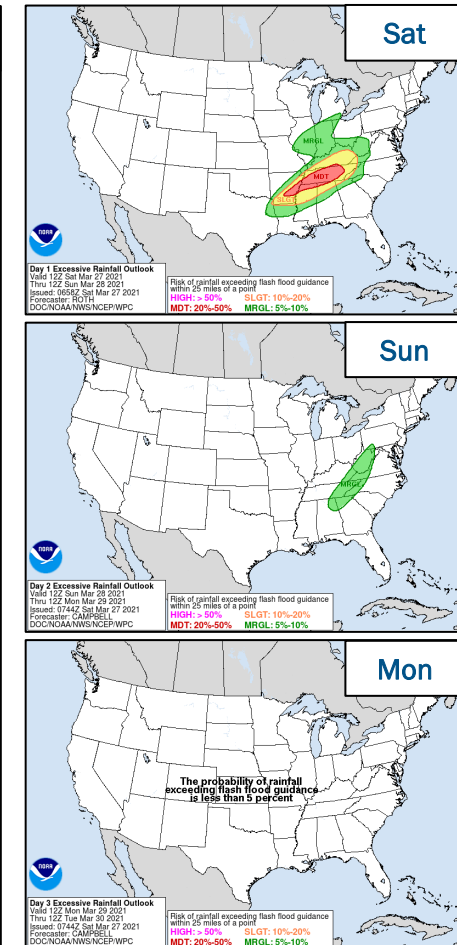 Sat
MRGL
MDT
SLGT
NOAA
Day 1 Excessive Rainfall Outlook
Valid 12Z Sat Mar 27 2021
Thru 12Z Sun Mar 28 2021
Issued: 0658Z Sat Mar 27 2021
Forecaster: ROTH
DOC/NOAA/NWS/NCEP/WPC
Risk of rainfall exceeding flash flood guidance
within 25 miles of a point
HIGH: > 50% SLGT: 10%-20%
MDT: 20%-50% MRGL: 5%-10%
Sun
MRGL
NOAA
Day 2 Excessive Rainfall Outlook
Valid 12Z Sun Mar 28 2021
Thru 12Z Mon Mar 29 2021
Issued: 0744Z Sat Mar 27 2021
Forecaster: CAMPBELL
DOC/NOAA/NWS/NCEP/WPC
Risk of rainfall exceeding flash flood guidance
within 25 miles of a point
HIGH: > 50% SLGT: 10%-20%
MDT: 20%-50% MRGL: 5%-10%
Mon
The probability of rainfall
exceeding flash flood guidance
is less than 5 percent
NOAA
Day 3 Excessive Rainfall Outlook
Valid 12Z Mon Mar 29 2021
Thru 12Z Tue Mar 30 2021
Issued: 0744Z Sat Mar 27 2021
Forecaster: CAMPBELL
DOC/NOAA/NWS/NCEP/WPC
Risk of rainfall exceeding flash flood guidance
within 25 miles of a point
HIGH: > 50% SLGT: 10%-20%
MDT: 20%-50% MRGL: 5%-10%